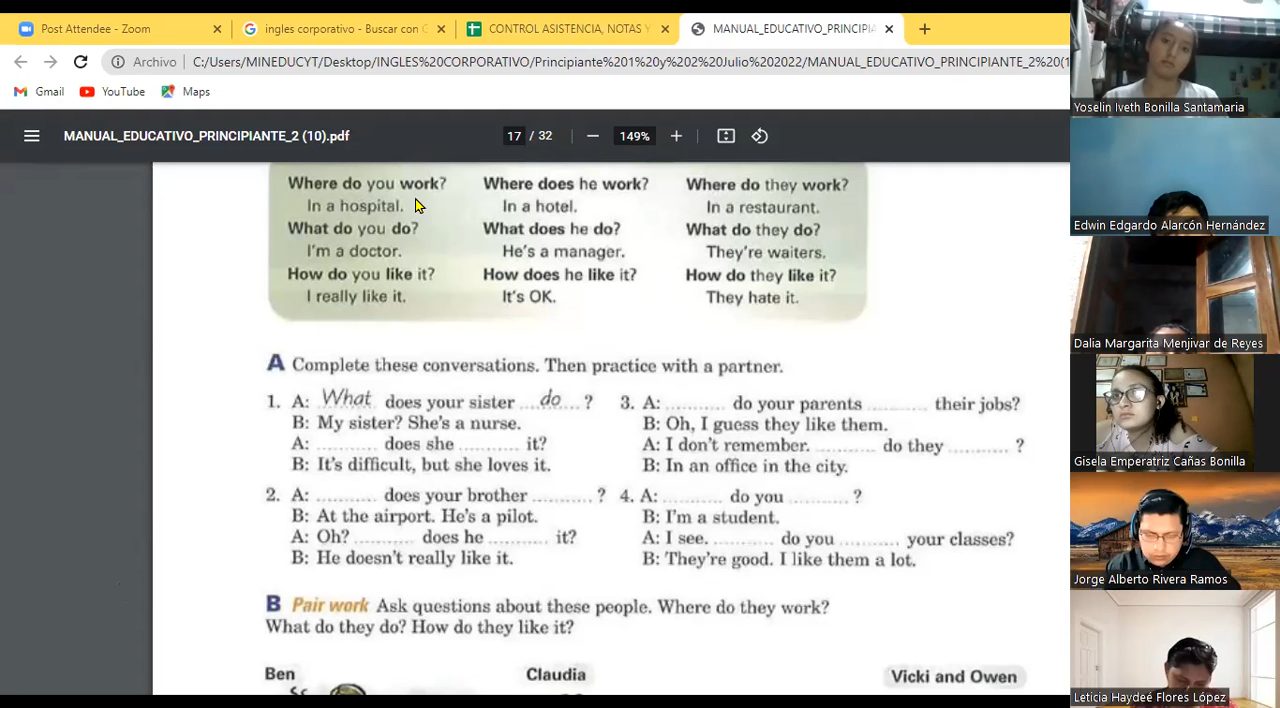 Post Attendee - Zoom
ingles corporativo - Buscar con G
CONTROL ASISTENCIA, NOTAS Y
MANUAL_EDUCATIVO_PRINCIPIA
Archivo C:/Users/MINEDUCYT/Desktop/INGLES%20CORPORATIVO/Principiante%201%20y%202%20Julio%202022/MANUAL_EDUCATIVO_PRINCIPIANTE_2%20(1
Gmail YouTube Maps
MANUAL_EDUCATIVO_PRINCIPIANTE_2 (10).pdf 17 / 32 149%
Where do you work? Where does he work? Where do they work?
In a hospital. In a hotel. In a restaurant.
What do you do? What does he do? What do they do?
I'm a doctor. He's a manager. They're waiters.
How do you like it? How does he like it? How do they like it?
I really like it. It's OK. They hate it.
A Complete these conversations. Then practice with a partner.
1. A: What does your sister do ?
B: My sister? She's a nurse.
A: .......... does she .......... it?
B: It's difficult, but she loves it.
2. A: .......... does your brother .......... ?
B: At the airport. He's a pilot.
A: Oh? .......... does he .......... it?
B: He doesn't really like it.
3. A: .......... do your parents .......... their jobs?
B: Oh, I guess they like them.
A: I don't remember. .......... do they .......... ?
B: In an office in the city.
4. A: .......... do you .......... ?
B: I'm a student.
A: I see. .......... do you .......... your classes?
B: They're good. I like them a lot.
B Pair work Ask questions about these people. Where do they work?
What do they do? How do they like it?
Ben Claudia Vicki and Owen
Yoselin Iveth Bonilla Santamaria
Edwin Edgardo Alarcón Hernández
Dalia Margarita Menjivar de Reyes
Gisela Emperatriz Cañas Bonilla
Jorge Alberto Rivera Ramos
Leticia Haydeé Flores López